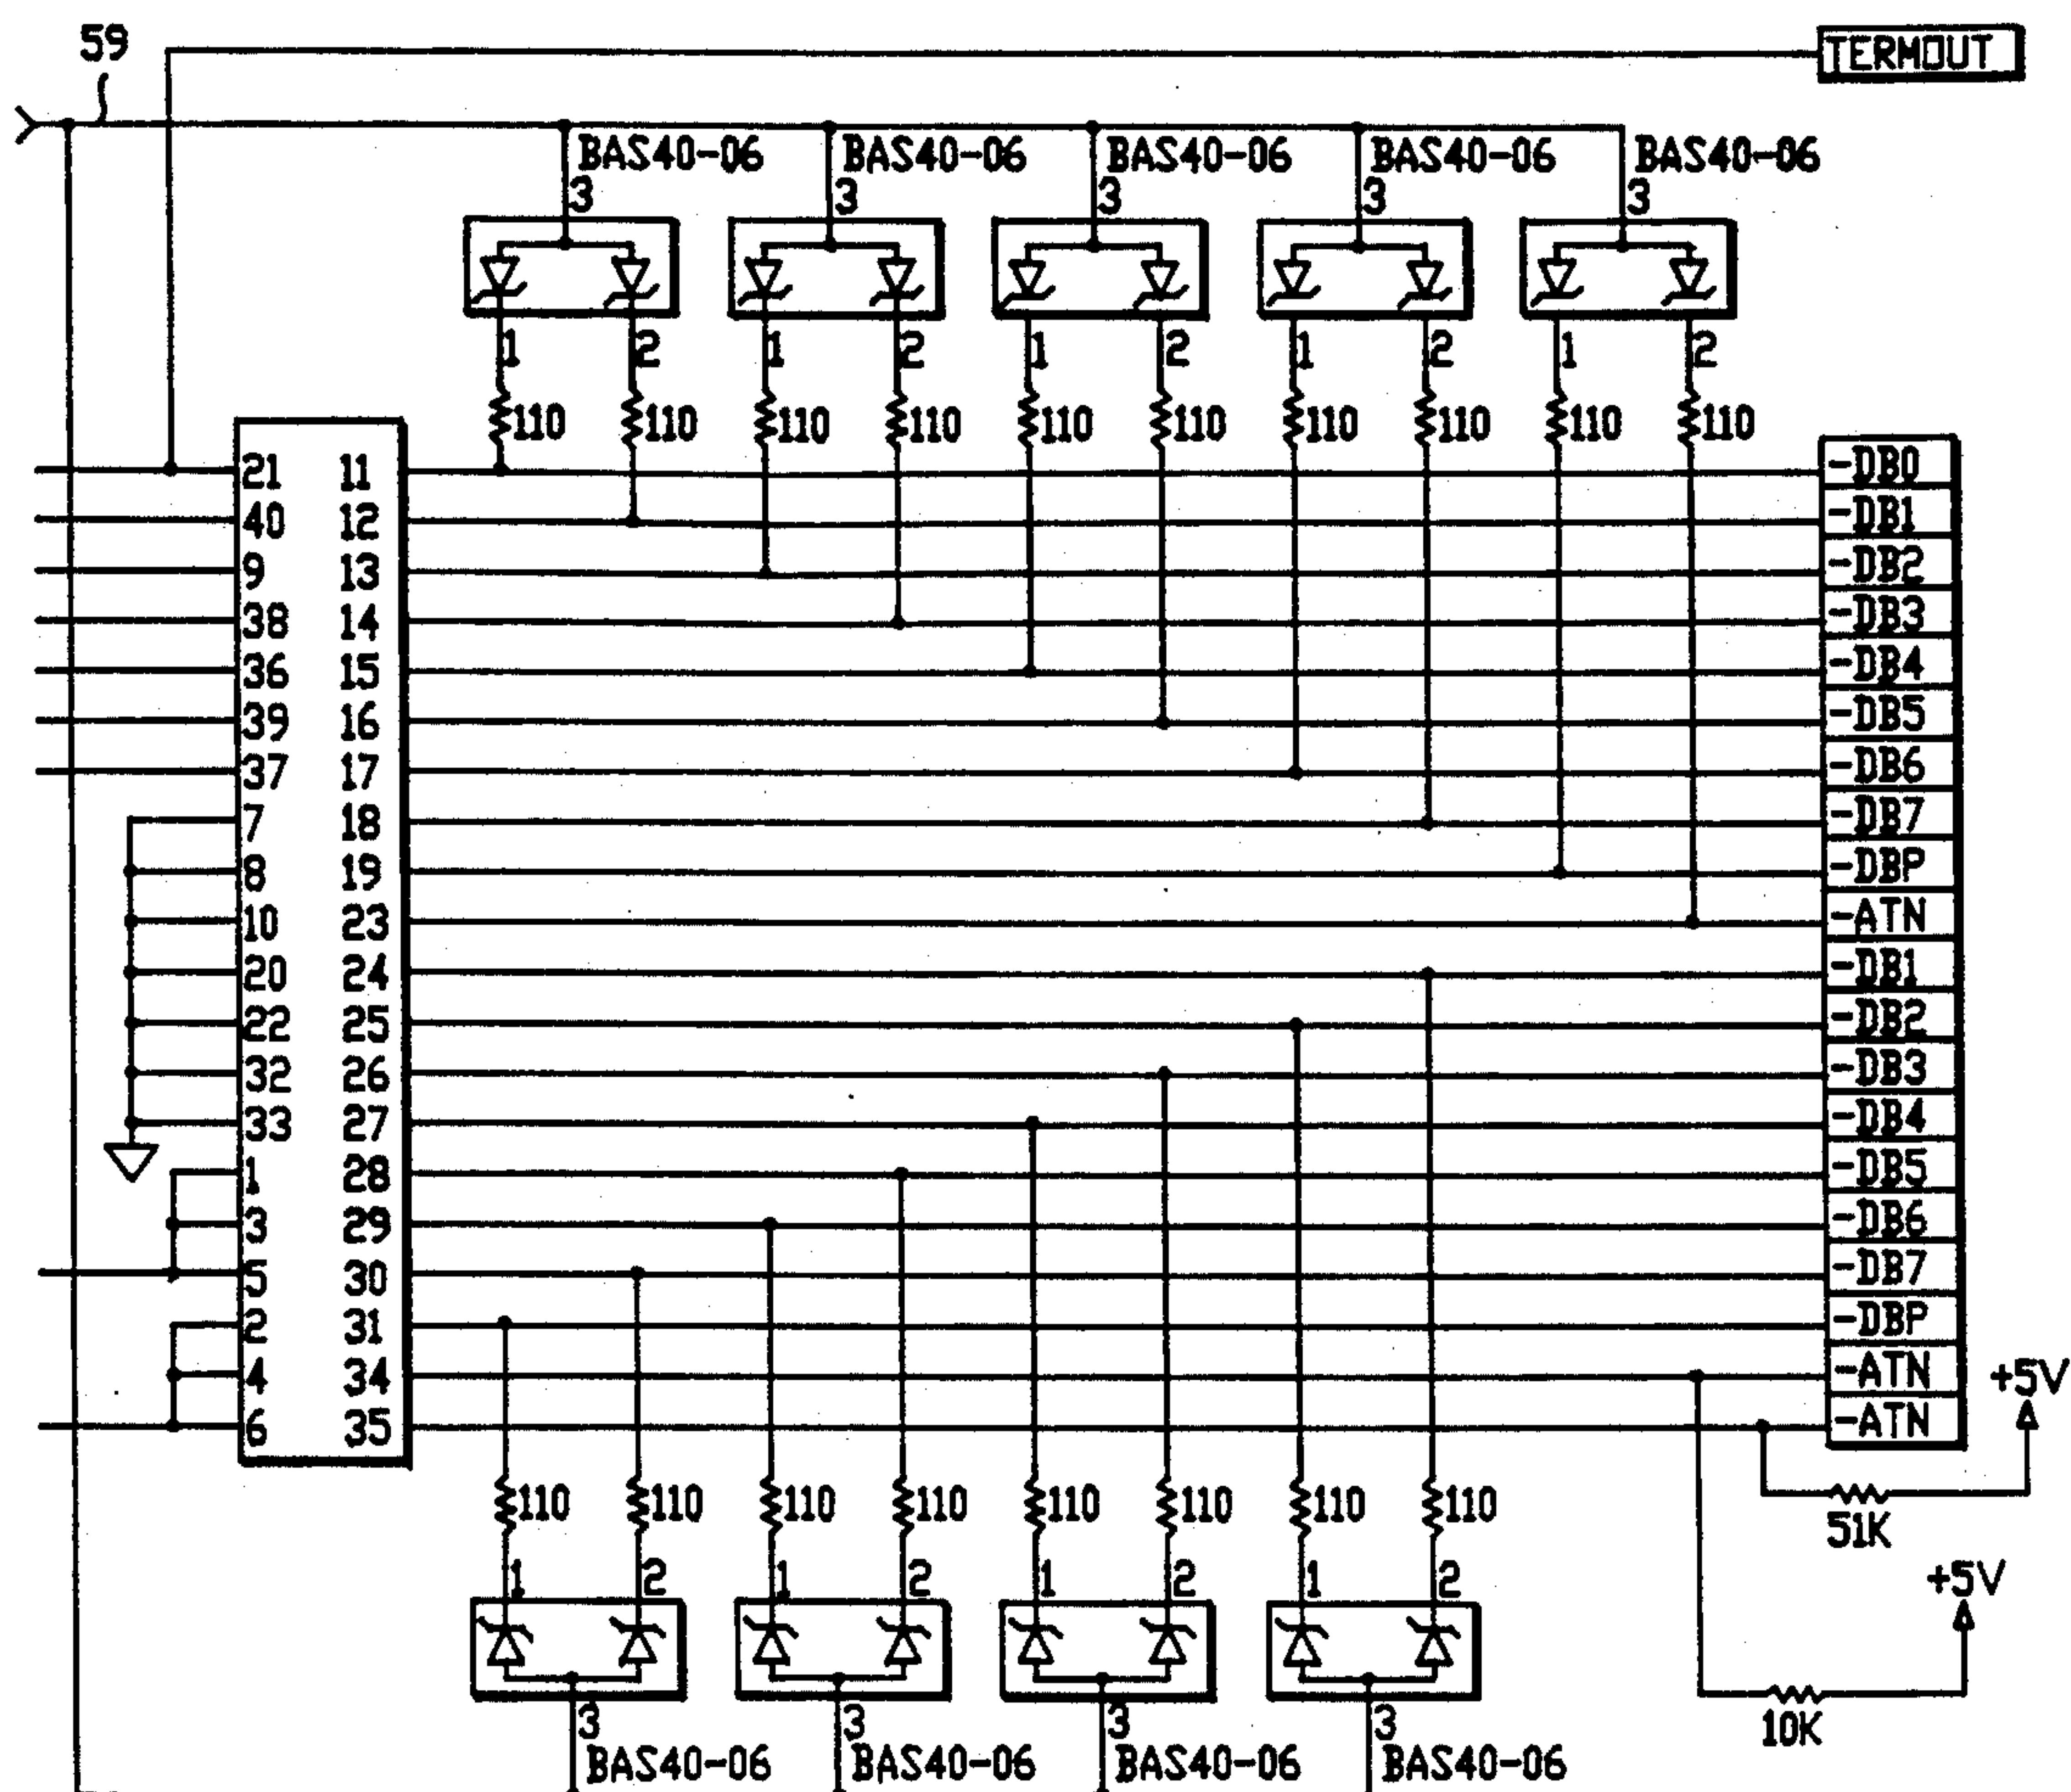 59
TERMOUT
BAS40-06 BAS40-06 BAS40-06 BAS40-06 BAS40-06
3 3 3 3 3
1 2 1 2 1 2 1 2 1 2
110 110 110 110 110 110 110 110 110 110
21 11 -DB0
40 12 -DB1
9 13 -DB2
38 14 -DB3
36 15 -DB4
39 16 -DB5
37 17 -DB6
7 18 -DB7
8 19 -DBP
10 23 -ATN
20 24 -DB1
22 25 -DB2
32 26 -DB3
33 27 -DB4
1 28 -DB5
3 29 -DB6
5 30 -DB7
2 31 -DBP
4 34 -ATN +5V
6 35 -ATN
110 110 110 110 110 110 110 110
51K
1 2 1 2 1 2 1 2 +5V
3 3 3 3 10K
BAS40-06 BAS40-06 BAS40-06 BAS40-06